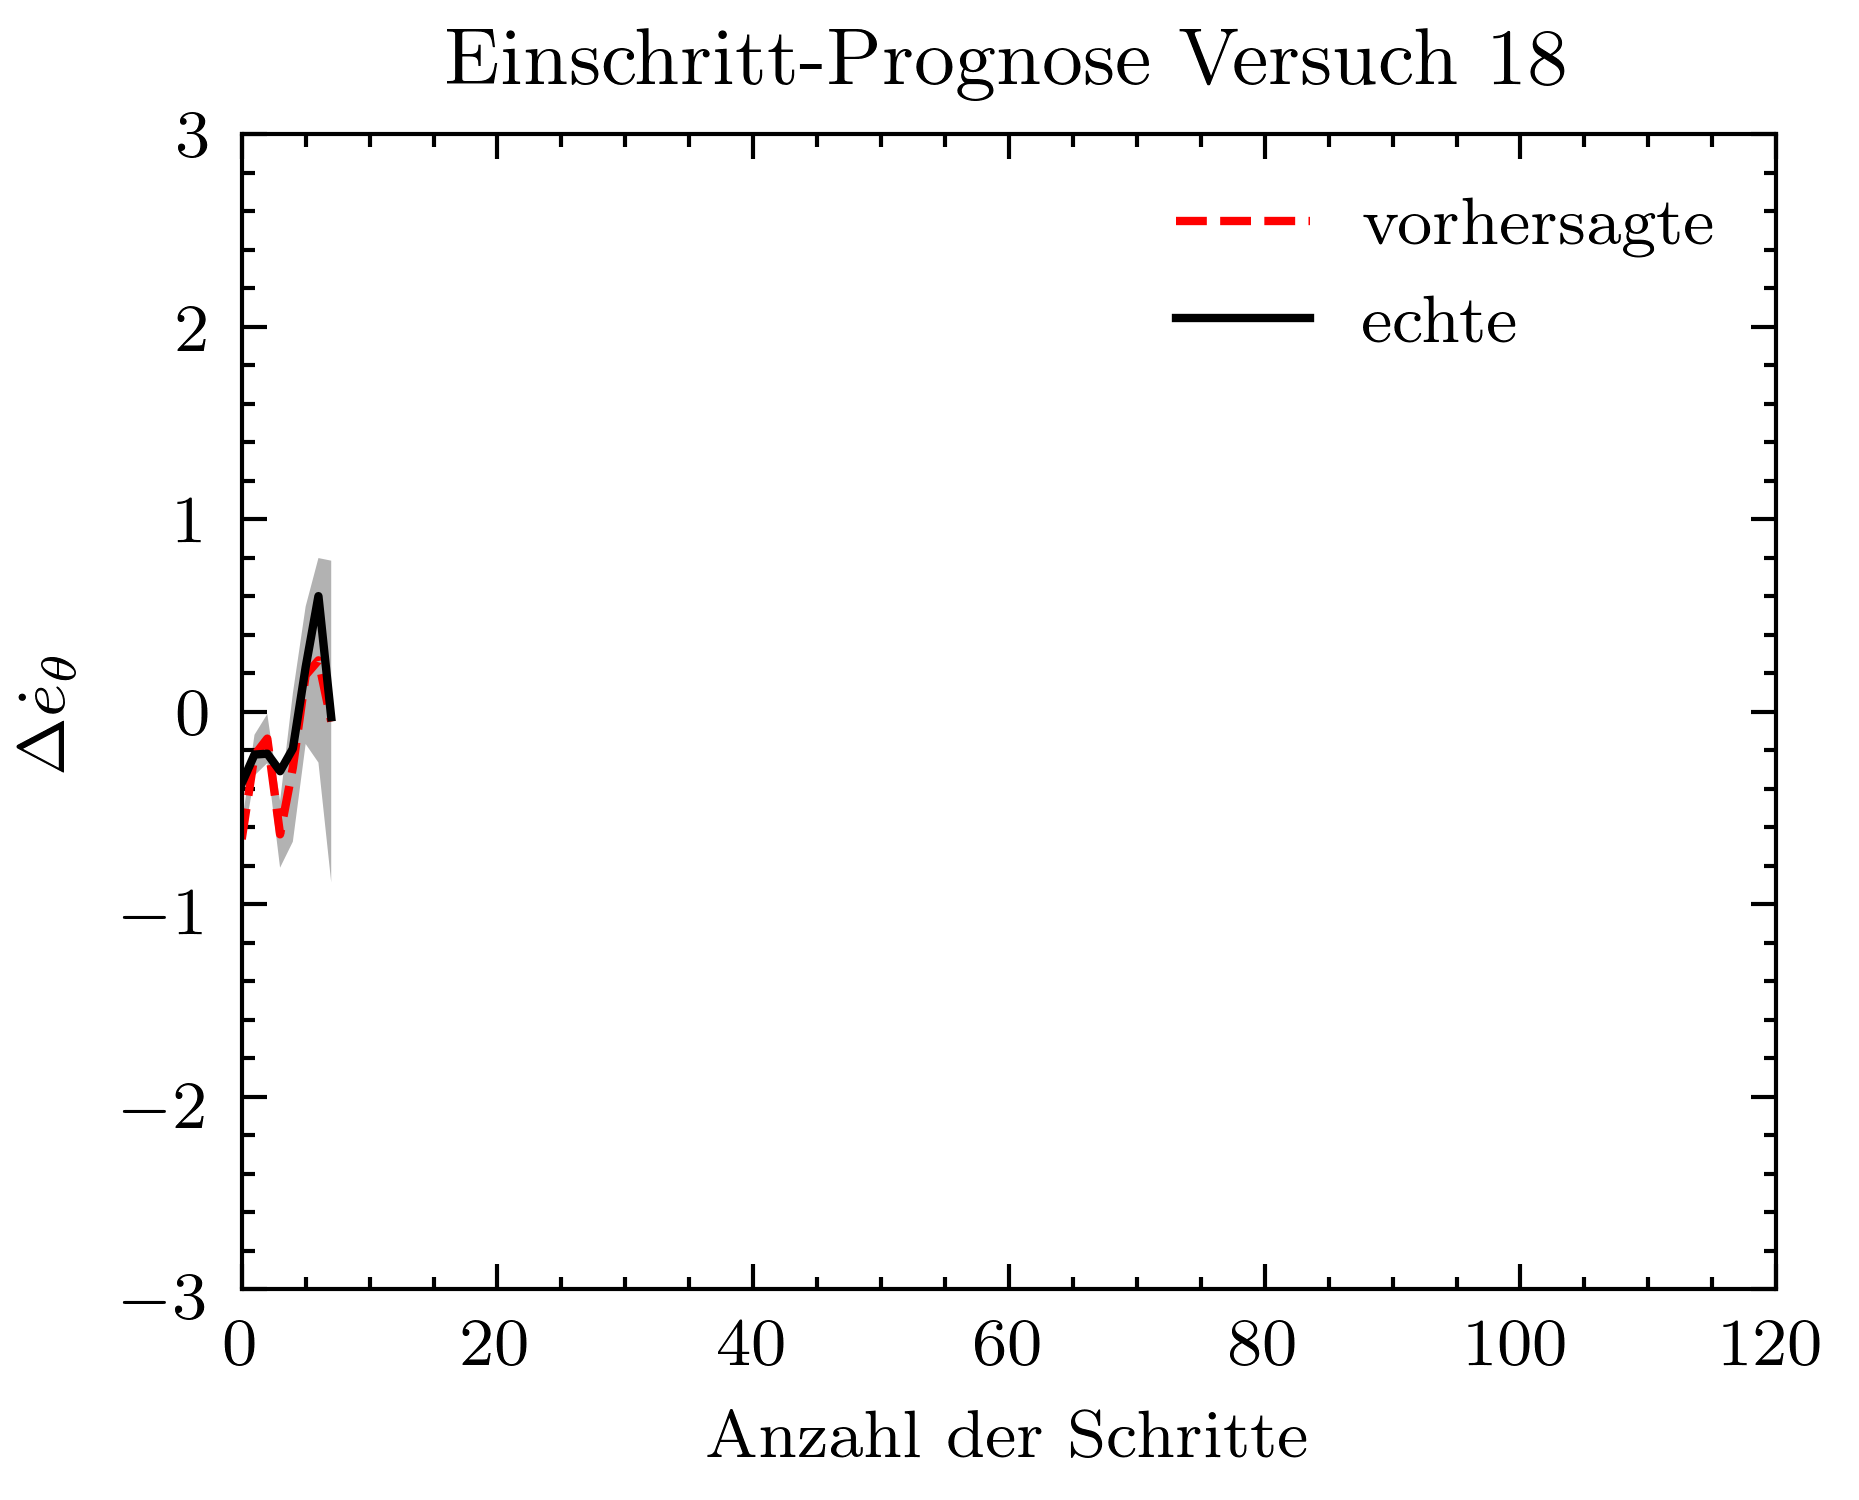 Einschritt-Prognose Versuch 18
3
2
1
0
−1
−2
−3
Δėθ
vorhersagte
echte
0 20 40 60 80 100 120
Anzahl der Schritte